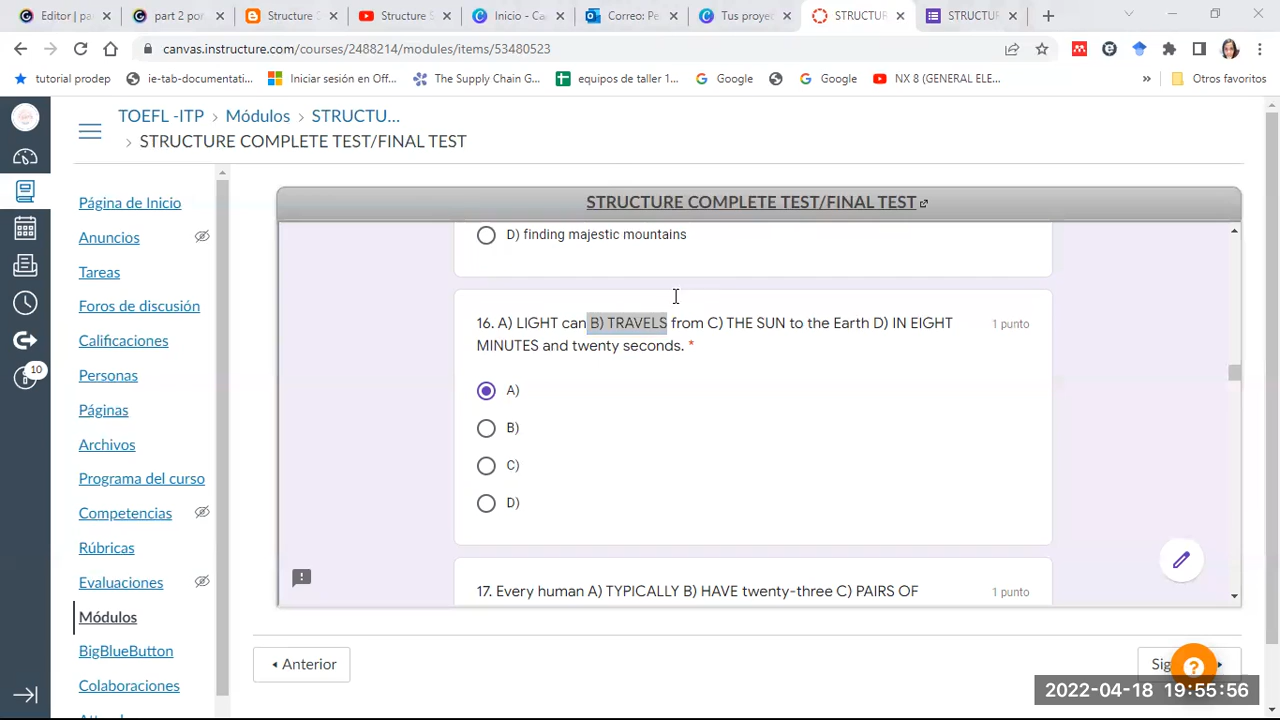 Editor | pa
part 2 por
Structure D
Structure S
Inicio - Ca
Correo: Pe
Tus proye
STRUCTUR
STRUCTUR
canvas.instructure.com/courses/2488214/modules/items/53480523
tutorial prodep
ie-tab-documentati...
Iniciar sesión en Off...
The Supply Chain G...
equipos de taller 1...
Google
Google
NX 8 (GENERAL ELE...
»
Otros favoritos
TOEFL -ITP > Módulos > STRUCTU...
> STRUCTURE COMPLETE TEST/FINAL TEST
Página de Inicio
Anuncios
Tareas
Foros de discusión
Calificaciones
10
Personas
Páginas
Archivos
Programa del curso
Competencias
Rúbricas
Evaluaciones
Módulos
BigBlueButton
Colaboraciones
STRUCTURE COMPLETE TEST/FINAL TEST
D) finding majestic mountains
16. A) LIGHT can B) TRAVELS from C) THE SUN to the Earth D) IN EIGHT
MINUTES and twenty seconds. *
1 punto
A)
B)
C)
D)
17. Every human A) TYPICALLY B) HAVE twenty-three C) PAIRS OF
1 punto
Anterior
Sig
2022-04-18 19:55:56